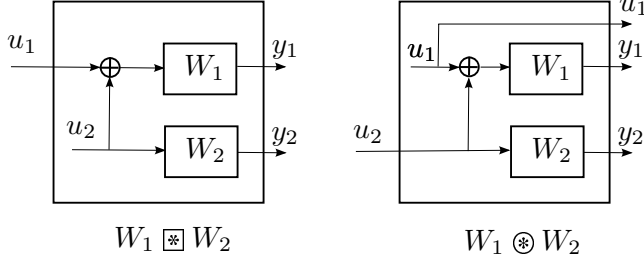 u₁
u₁ W₁ y₁ u₁ W₁ y₁
u₂ W₂ y₂ u₂ W₂ y₂
W₁ ⊛ W₂ W₁ ⊛ W₂